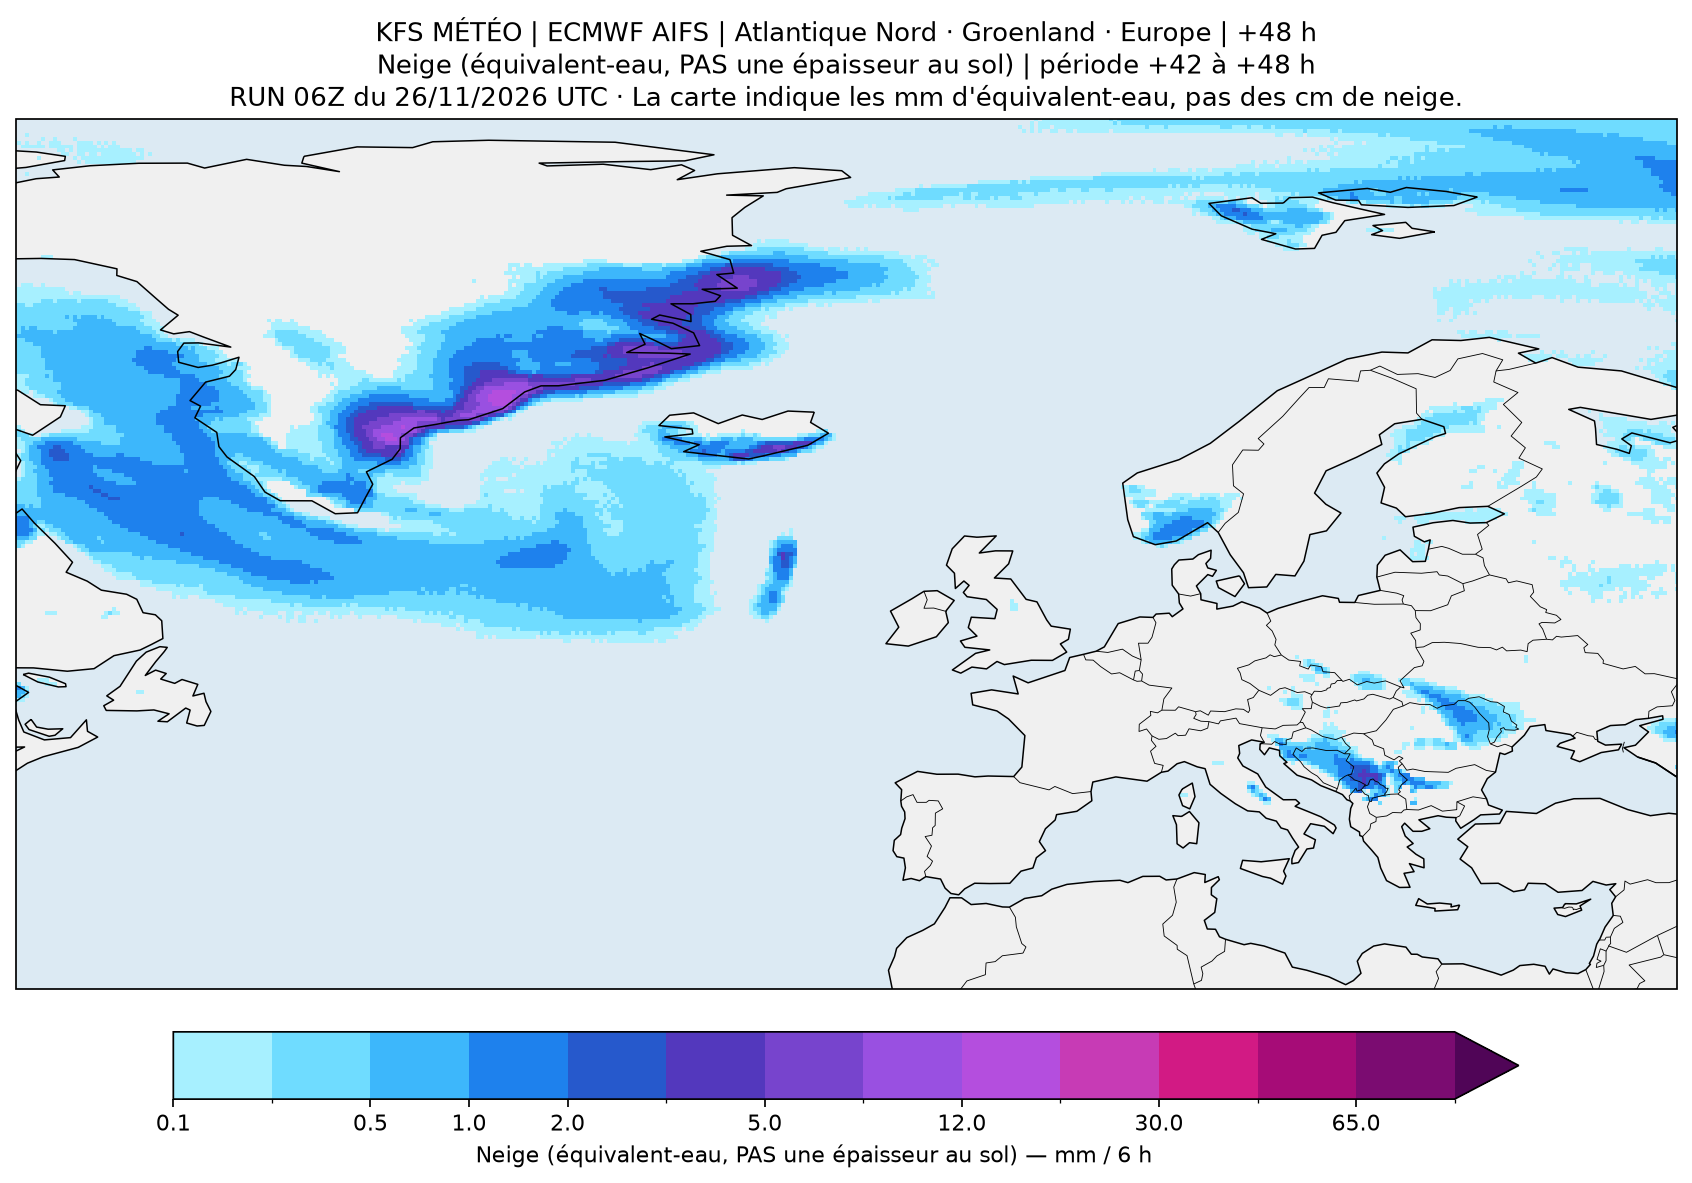 KFS MÉTÉO | ECMWF AIFS | Atlantique Nord · Groenland · Europe | +48 h
Neige (équivalent-eau, PAS une épaisseur au sol) | période +42 à +48 h
RUN 06Z du 26/11/2026 UTC · La carte indique les mm d'équivalent-eau, pas des cm de neige.
0.1 0.5 1.0 2.0 5.0 12.0 30.0 65.0
Neige (équivalent-eau, PAS une épaisseur au sol) — mm / 6 h